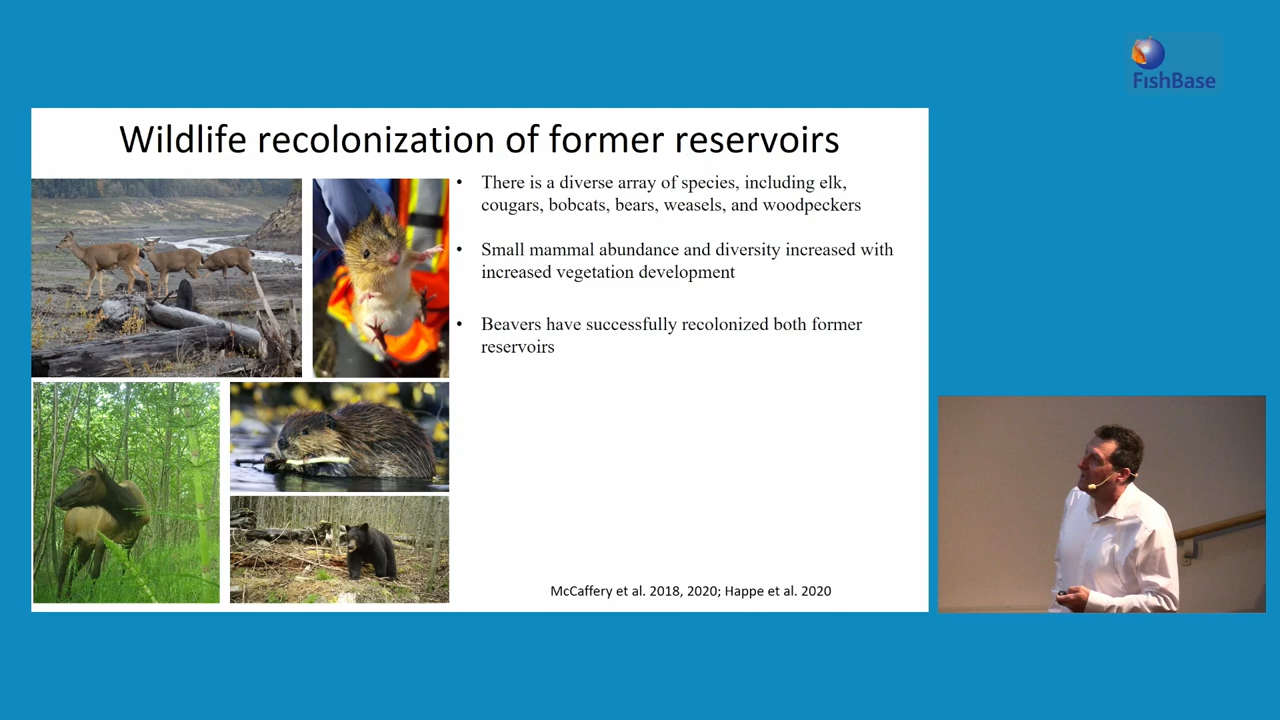 FishBase
Wildlife recolonization of former reservoirs
• There is a diverse array of species, including elk,
cougars, bobcats, bears, weasels, and woodpeckers
• Small mammal abundance and diversity increased with
increased vegetation development
• Beavers have successfully recolonized both former
reservoirs
McCaffery et al. 2018, 2020; Happe et al. 2020